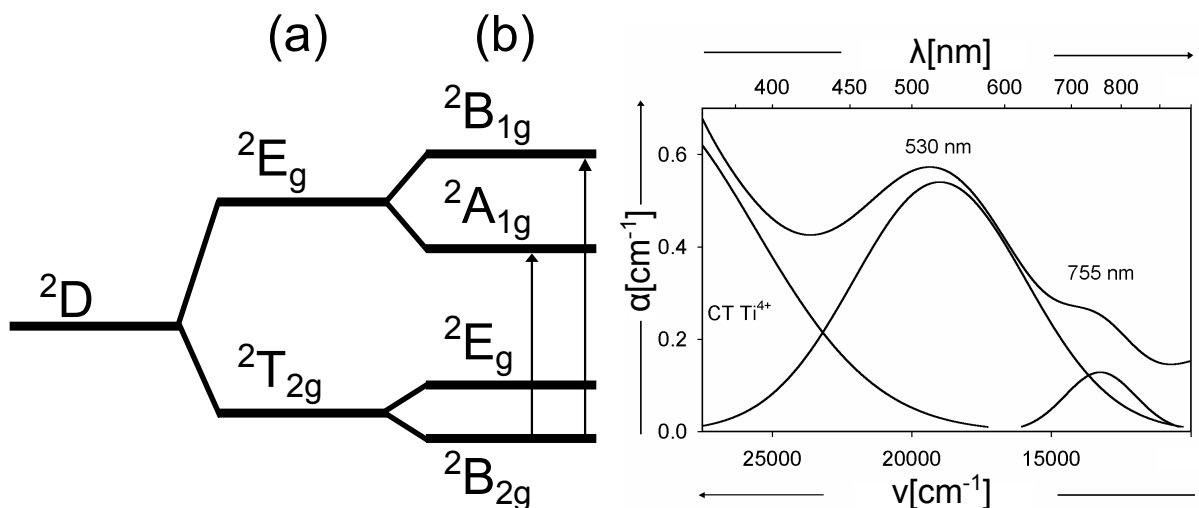 (a) (b)
²B₁g
²Eg
²A₁g
²D
²Eg
²T₂g
²B₂g
λ[nm]
400 450 500 600 700 800
530 nm
0.6
α[cm⁻¹]
0.4
755 nm
CT Ti⁴⁺
0.2
0.0
25000 20000 15000
ν[cm⁻¹]